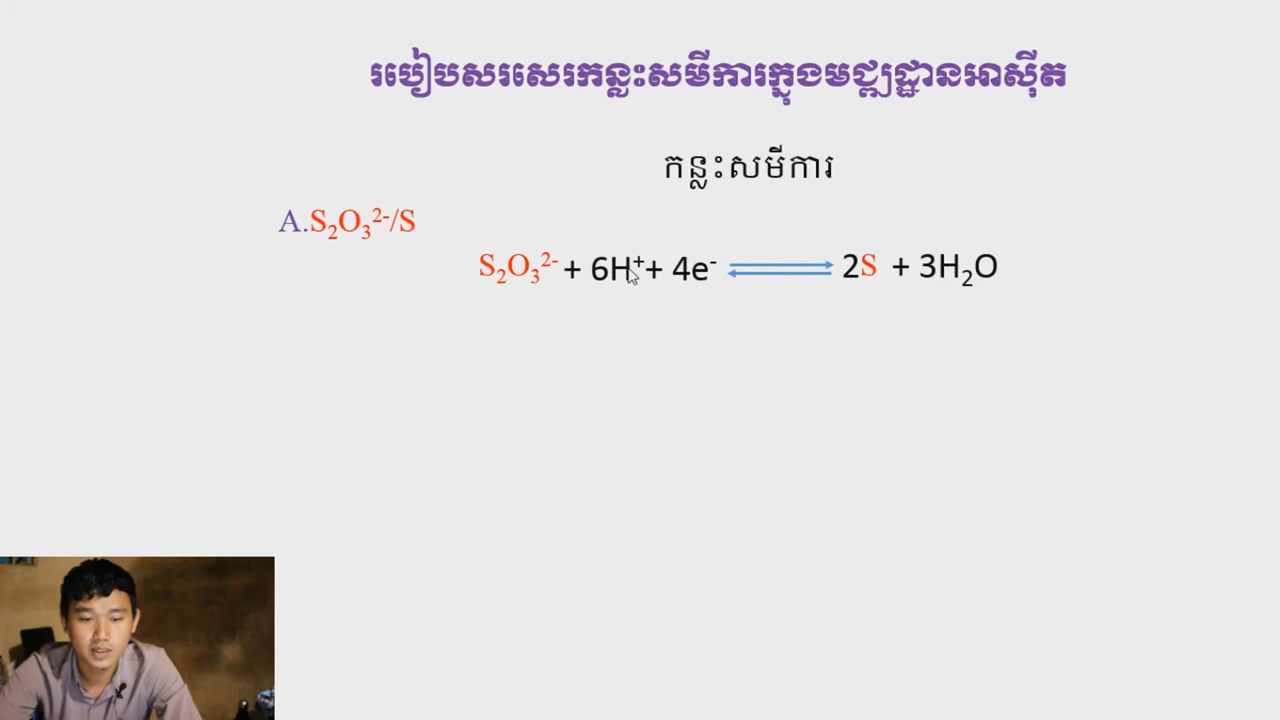 របៀបសរសេរកន្លះសមីការក្នុងមជ្ឈដ្ឋានអាស៊ីត
កន្លះសមីការ
A.S₂O₃²⁻/S
S₂O₃²⁻ + 6H⁺ + 4e⁻ ⇌ 2S + 3H₂O